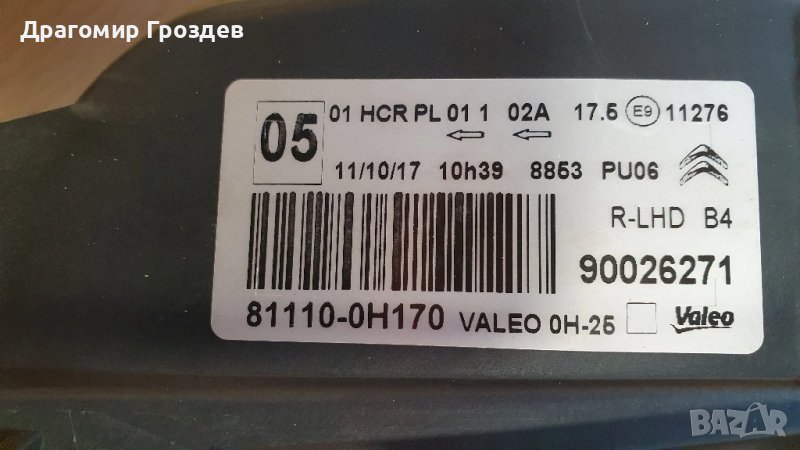 Драгомир Гроздев
05 01 HCR PL 01 1 02A 17.5 E9 11276
11/10/17 10h39 8853 PU06
R-LHD B4
90026271
81110-0H170 VALEO 0H-25 Valeo
BAZAR